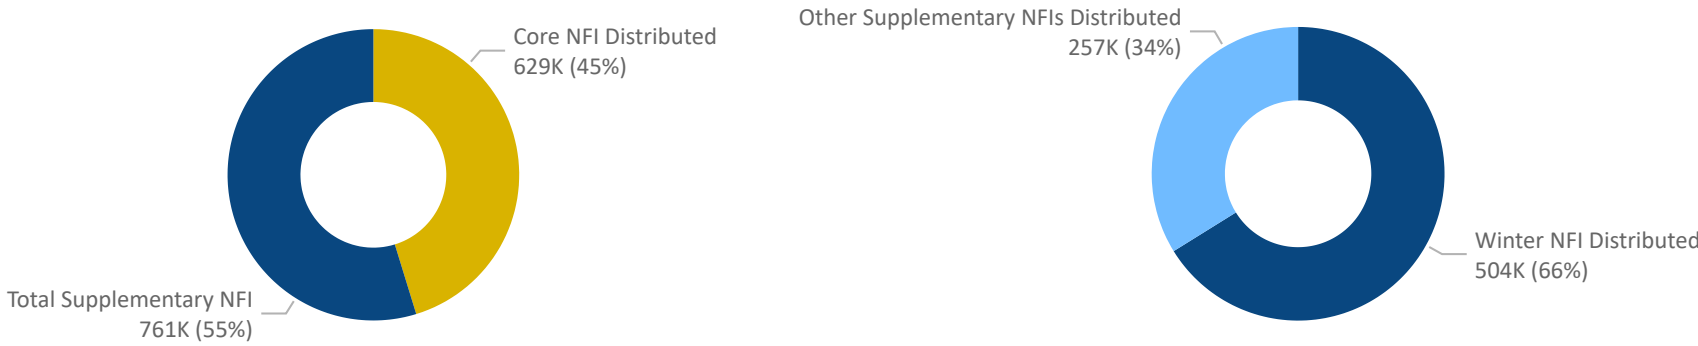 Core NFI Distributed
629K (45%)
Total Supplementary NFI
761K (55%)
Other Supplementary NFIs Distributed
257K (34%)
Winter NFI Distributed
504K (66%)